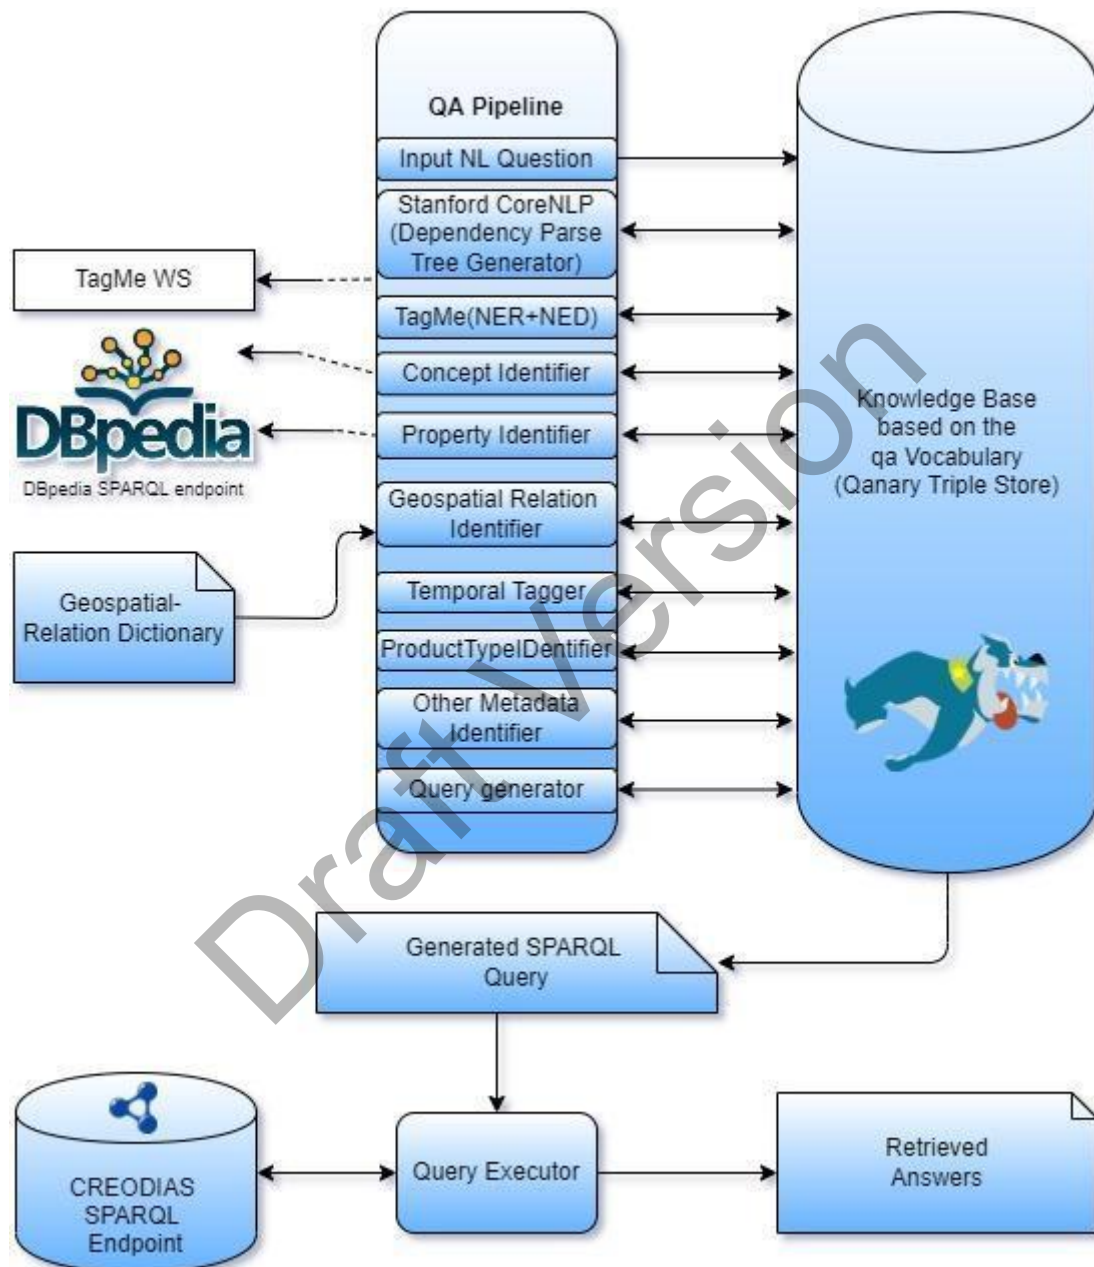 QA Pipeline
Input NL Question
Stanford CoreNLP
(Dependency Parse
Tree Generator)
TagMe WS
TagMe(NER+NED)
Concept Identifier
DBpedia
Property Identifier
DBpedia SPARQL endpoint
Knowledge Base
based on the
qa Vocabulary
(Qanary Triple Store)
Geospatial Relation
Identifier
Geospatial-
Relation Dictionary
Temporal Tagger
ProductTypeIDentifier
Other Metadata
Identifier
Query generator
Draft Version
Generated SPARQL
Query
CREODIAS
SPARQL
Endpoint
Query Executor
Retrieved
Answers